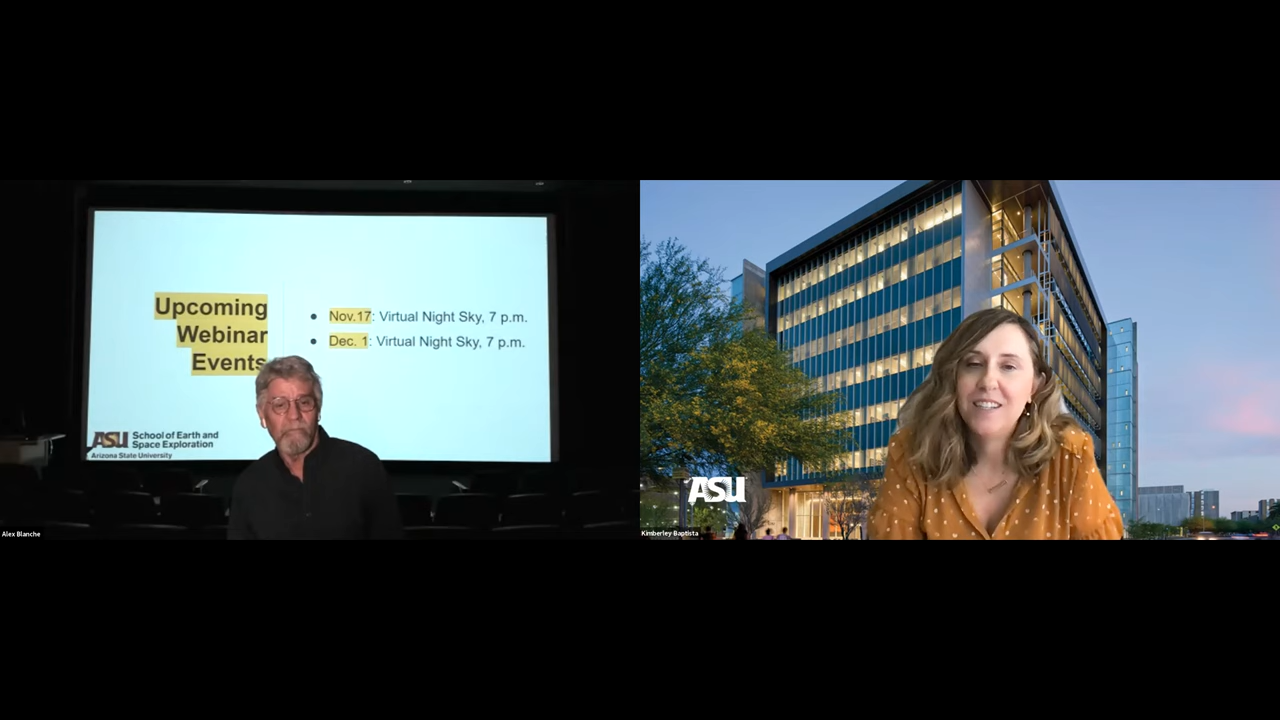 Upcoming
Webinar
Events
● Nov.17: Virtual Night Sky, 7 p.m.
● Dec. 1: Virtual Night Sky, 7 p.m.
ASU School of Earth and
Space Exploration
Arizona State University
Alex Blanche
ASU
Kimberley Baptista